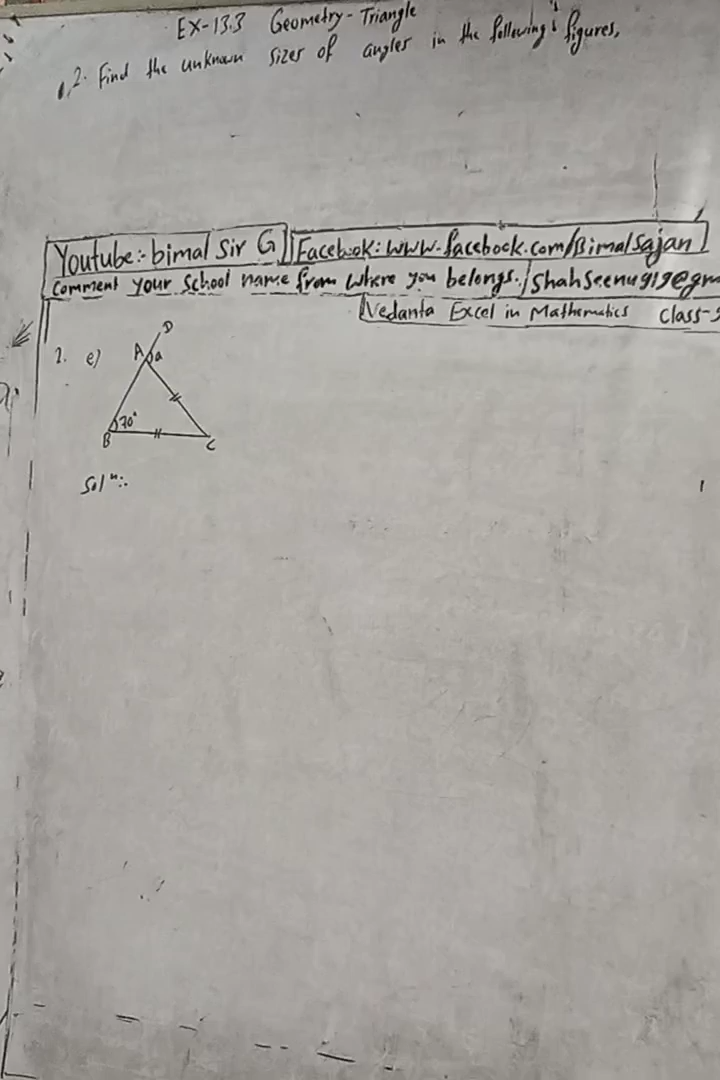 EX-13.3 Geometry-Triangle
2. Find the unknown sizes of angles in the following figures,
Youtube:- bimal Sir G Facebook: www.facebook.com/Bimalsajan
Comment your school name from where you belongs.
Vedanta Excel in Mathematics Class-
2. e)
D
A a
70°
B
C
Solⁿ:.